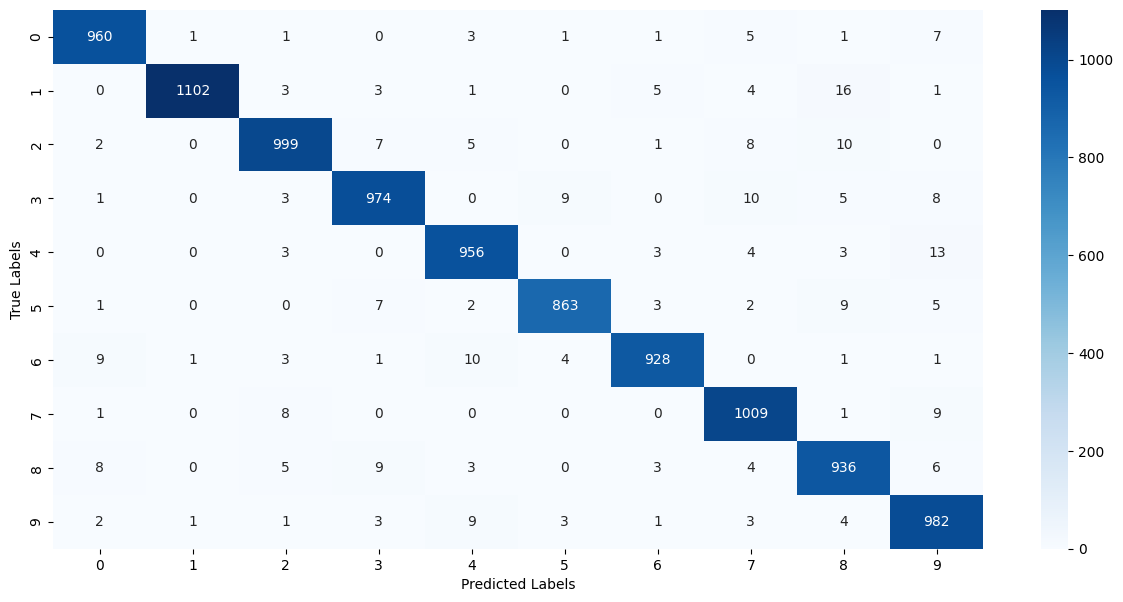 0 960 1 1 0 3 1 1 5 1 7
1 0 1102 3 3 1 0 5 4 16 1
2 2 0 999 7 5 0 1 8 10 0
3 1 0 3 974 0 9 0 10 5 8
4 0 0 3 0 956 0 3 4 3 13
5 1 0 0 7 2 863 3 2 9 5
6 9 1 3 1 10 4 928 0 1 1
7 1 0 8 0 0 0 0 1009 1 9
8 8 0 5 9 3 0 3 4 936 6
9 2 1 1 3 9 3 1 3 4 982
0 1 2 3 4 5 6 7 8 9
Predicted Labels
True Labels
1000
800
600
400
200
0